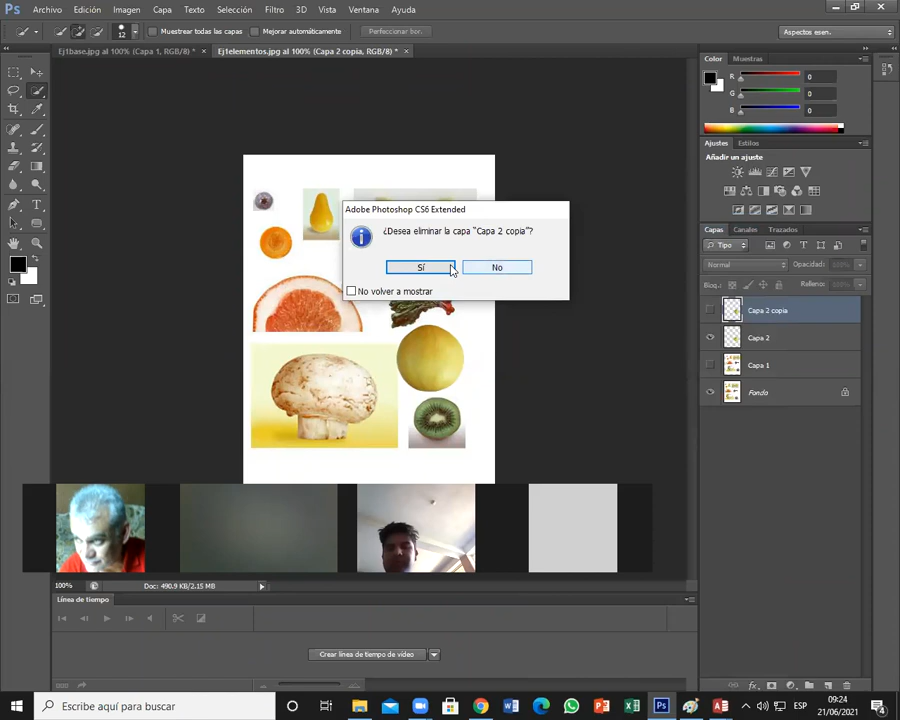 Ps Archivo Edición Imagen Capa Texto Selección Filtro 3D Vista Ventana Ayuda
12 Muestrear todas las capas Mejorar automáticamente Perfeccionar bor... Aspectos esen.
Ej1base.jpg al 100% (Capa 1, RGB/8) * × Ej1elementos.jpg al 100% (Capa 2 copia, RGB/8) * ×
Color Muestras
R 0
G 0
B 0
Ajustes Estilos
Añadir un ajuste
Capas Canales Trazados
Tipo
Normal Opacidad: 100%
Bloq.: Relleno:
Capa 2 copia
Capa 2
Capa 1
Fondo
Adobe Photoshop CS6 Extended
¿Desea eliminar la capa "Capa 2 copia"?
Sí No
No volver a mostrar
100% Doc: 490.9 KB/2.15 MB
Línea de tiempo
Crear línea de tiempo de vídeo
fx
Escribe aquí para buscar
ESP
09:24
21/06/2021
4